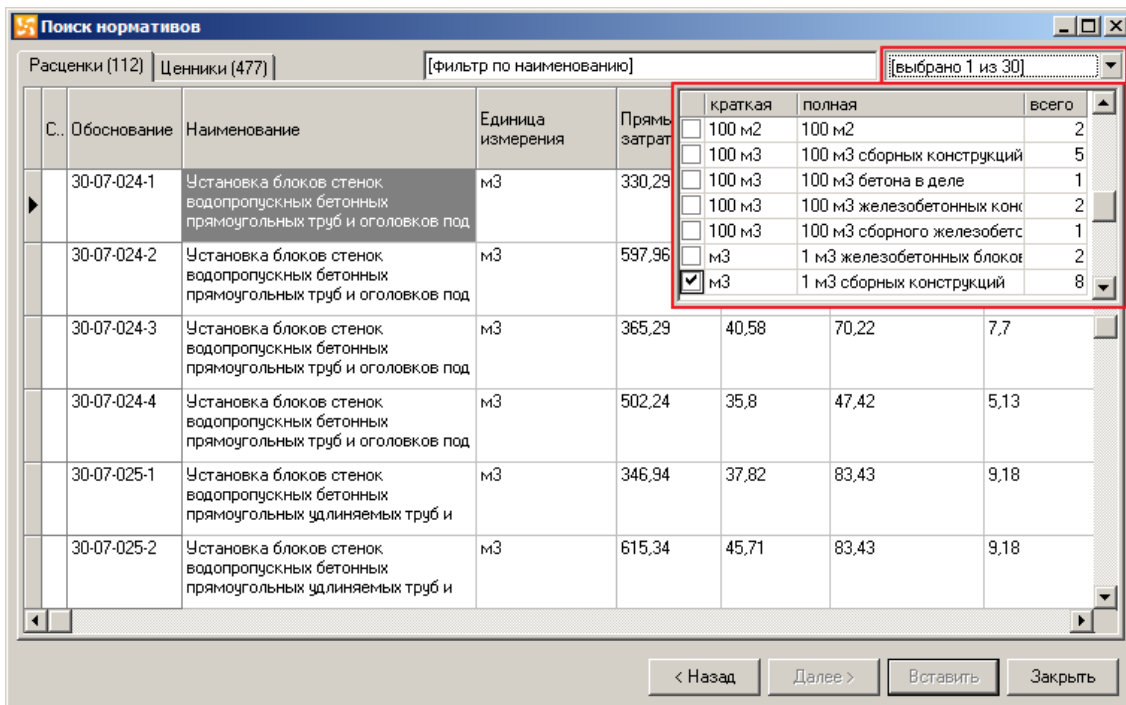 Поиск нормативов
Расценки (112) Ценники (477) [фильтр по наименованию] [выбрано 1 из 30]
С.. Обоснование Наименование Единица измерения Прямь затрат
краткая полная всего
100 м2 100 м2 2
100 м3 100 м3 сборных конструкций 5
100 м3 100 м3 бетона в деле 1
100 м3 100 м3 железобетонных конс 2
100 м3 100 м3 сборного железобетс 1
м3 1 м3 железобетонных блоков 2
м3 1 м3 сборных конструкций 8
30-07-024-1 Установка блоков стенок м3 330,29
водопропускных бетонных
прямоугольных труб и оголовков под
30-07-024-2 Установка блоков стенок м3 597,96
водопропускных бетонных
прямоугольных труб и оголовков под
30-07-024-3 Установка блоков стенок м3 365,29 40,58 70,22 7,7
водопропускных бетонных
прямоугольных труб и оголовков под
30-07-024-4 Установка блоков стенок м3 502,24 35,8 47,42 5,13
водопропускных бетонных
прямоугольных труб и оголовков под
30-07-025-1 Установка блоков стенок м3 346,94 37,82 83,43 9,18
водопропускных бетонных
прямоугольных удлиняемых труб и
30-07-025-2 Установка блоков стенок м3 615,34 45,71 83,43 9,18
водопропускных бетонных
прямоугольных удлиняемых труб и
< Назад Далее > Вставить Закрыть